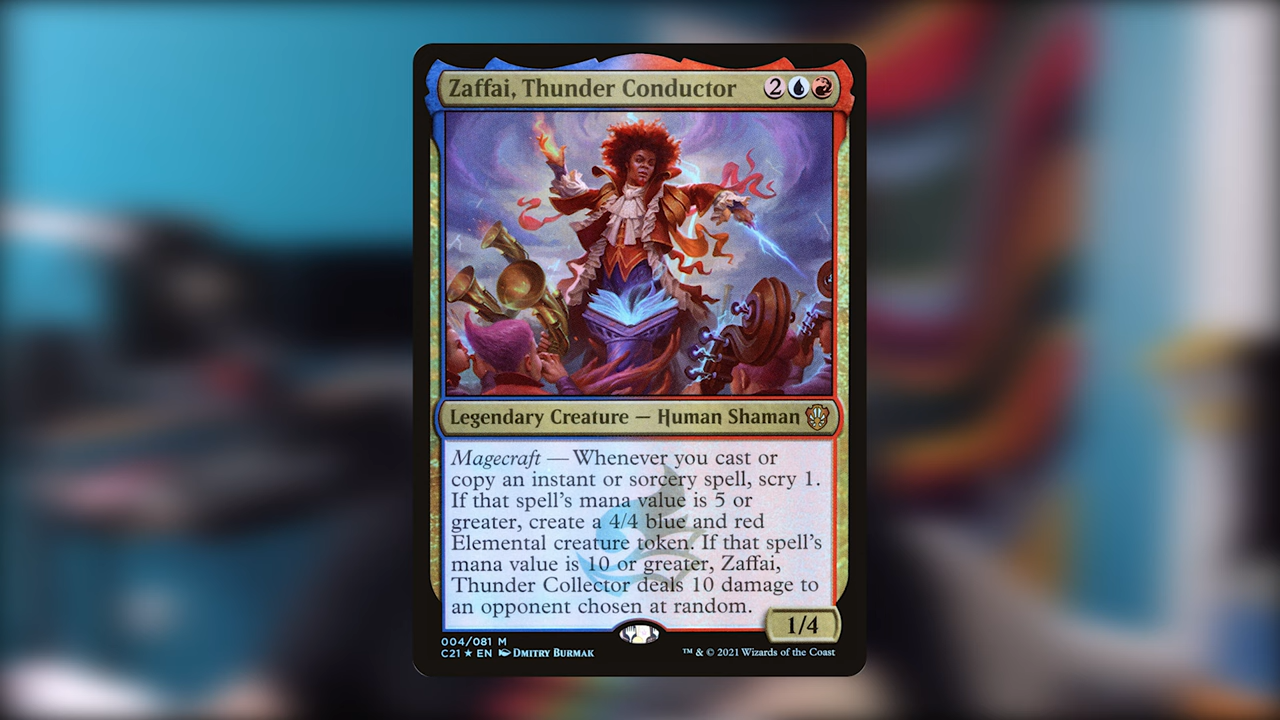 Zaffai, Thunder Conductor 2
Legendary Creature — Human Shaman
Magecraft — Whenever you cast or
copy an instant or sorcery spell, scry 1.
If that spell's mana value is 5 or
greater, create a 4/4 blue and red
Elemental creature token. If that spell's
mana value is 10 or greater, Zaffai,
Thunder Collector deals 10 damage to
an opponent chosen at random.
1/4
004/081 M
C21 ★ EN Dmitry Burmak
™ & © 2021 Wizards of the Coast